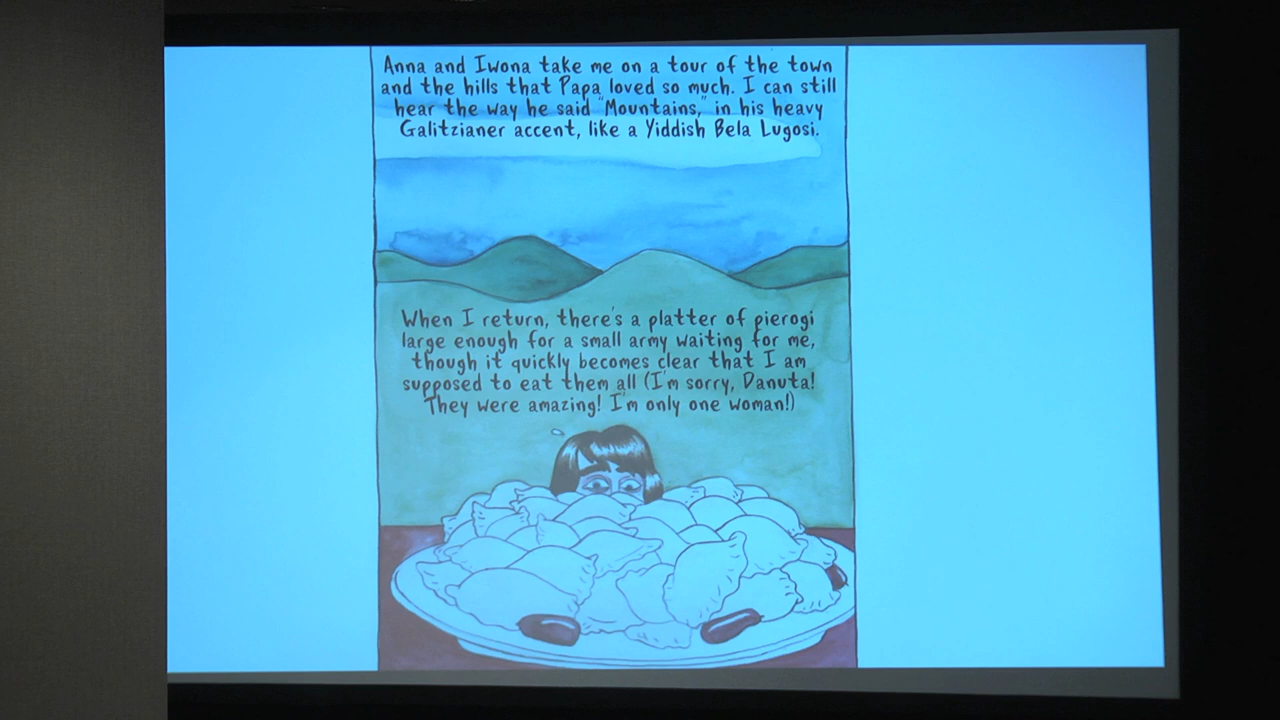 Anna and Iwona take me on a tour of the town
and the hills that Papa loved so much. I can still
hear the way he said "Mountains," in his heavy
Galitzianer accent, like a Yiddish Bela Lugosi.
When I return, there's a platter of pierogi
large enough for a small army waiting for me,
though it quickly becomes clear that I am
supposed to eat them all (I'm sorry, Danuta!
They were amazing! I'm only one woman!)